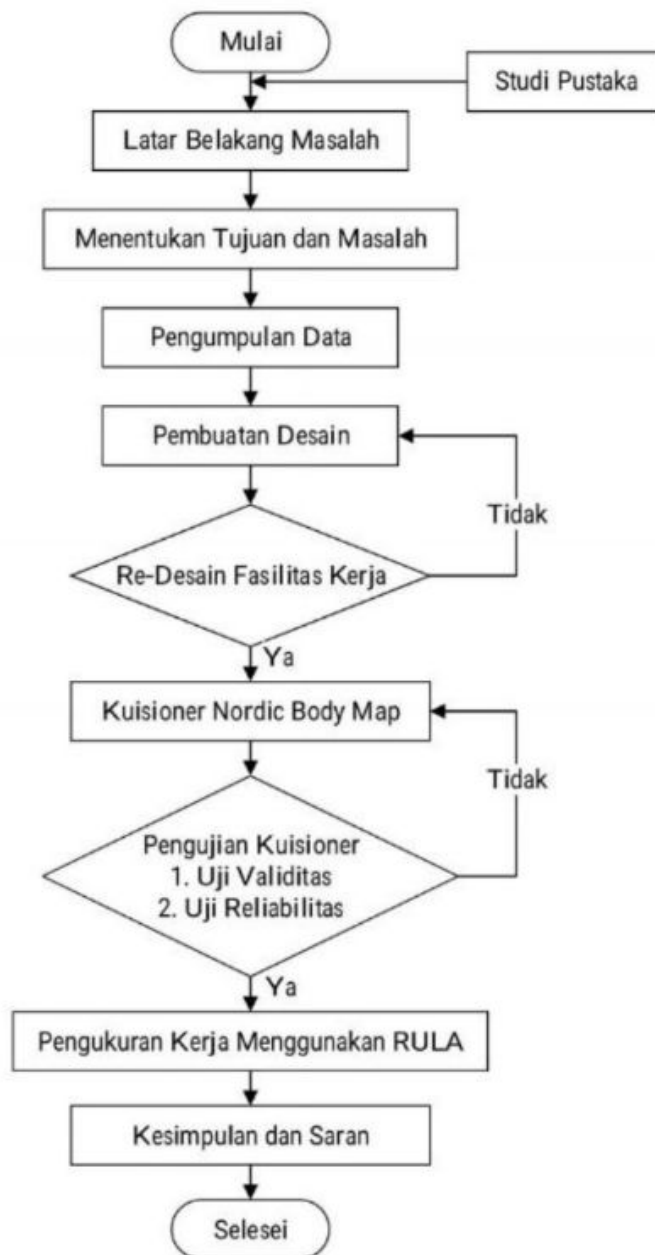 Mulai
Studi Pustaka
Latar Belakang Masalah
Menentukan Tujuan dan Masalah
Pengumpulan Data
Pembuatan Desain
Tidak
Re-Desain Fasilitas Kerja
Ya
Kuisioner Nordic Body Map
Tidak
Pengujian Kuisioner
1. Uji Validitas
2. Uji Reliabilitas
Ya
Pengukuran Kerja Menggunakan RULA
Kesimpulan dan Saran
Selesei